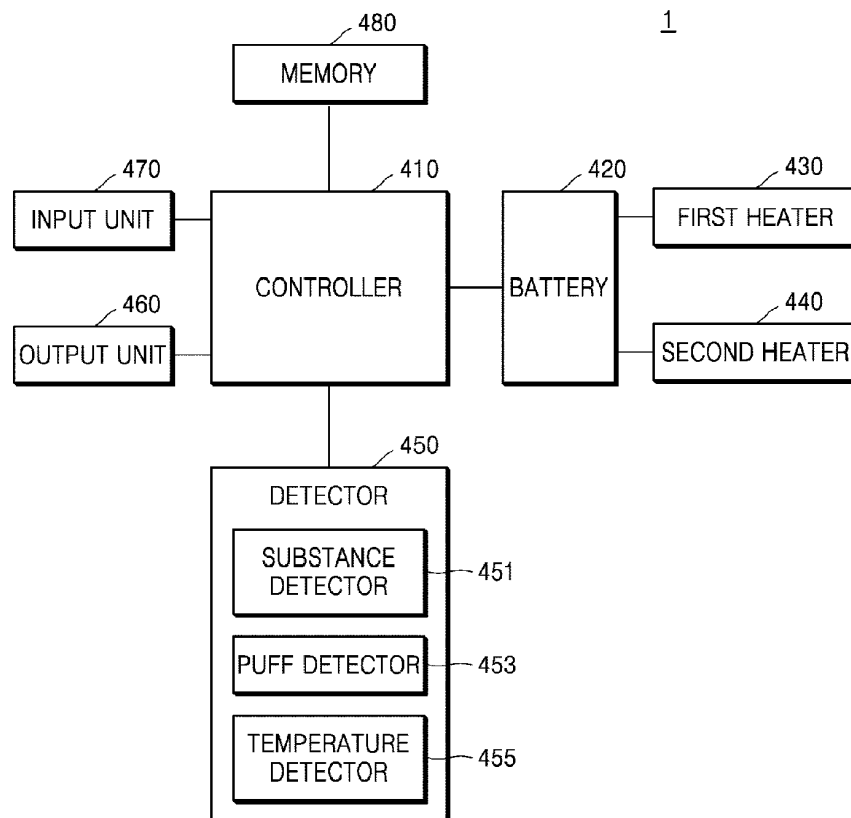 1
480
MEMORY
470
INPUT UNIT
410
CONTROLLER
420
BATTERY
430
FIRST HEATER
460
OUTPUT UNIT
440
SECOND HEATER
450
DETECTOR
SUBSTANCE
DETECTOR
451
PUFF DETECTOR
453
TEMPERATURE
DETECTOR
455